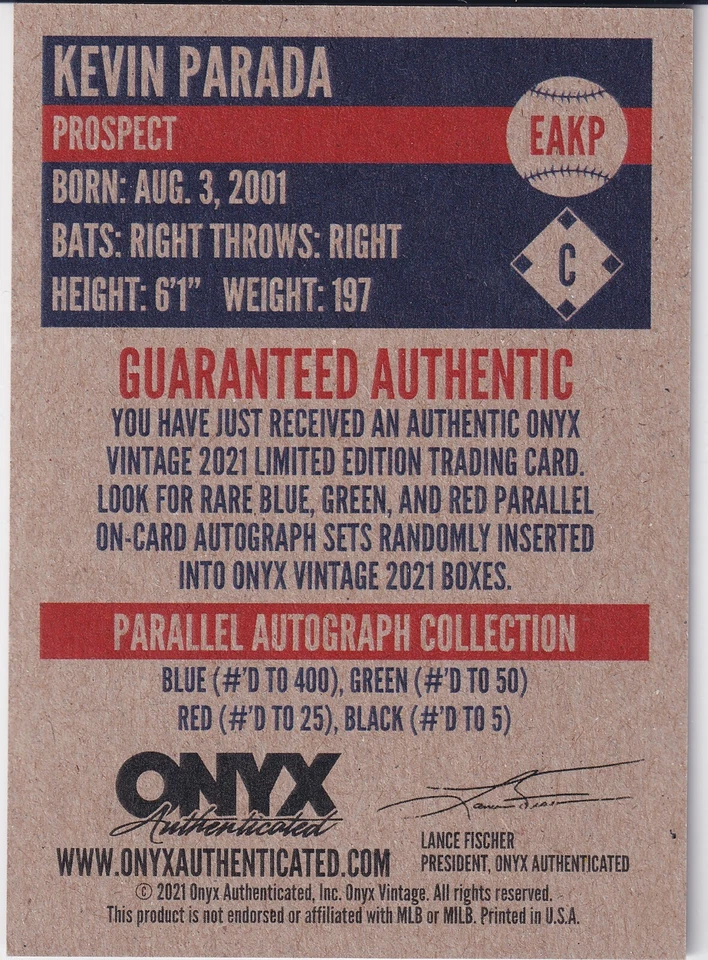 KEVIN PARADA
PROSPECT
EAKP
BORN: AUG. 3, 2001
BATS: RIGHT THROWS: RIGHT
C
HEIGHT: 6'1" WEIGHT: 197
GUARANTEED AUTHENTIC
YOU HAVE JUST RECEIVED AN AUTHENTIC ONYX
VINTAGE 2021 LIMITED EDITION TRADING CARD.
LOOK FOR RARE BLUE, GREEN, AND RED PARALLEL
ON-CARD AUTOGRAPH SETS RANDOMLY INSERTED
INTO ONYX VINTAGE 2021 BOXES.
PARALLEL AUTOGRAPH COLLECTION
BLUE (#'D TO 400), GREEN (#'D TO 50)
RED (#'D TO 25), BLACK (#'D TO 5)
ONYX
Authenticated
WWW.ONYXAUTHENTICATED.COM
LANCE FISCHER
PRESIDENT, ONYX AUTHENTICATED
© 2021 Onyx Authenticated, Inc. Onyx Vintage. All rights reserved.
This product is not endorsed or affiliated with MLB or MILB. Printed in U.S.A.